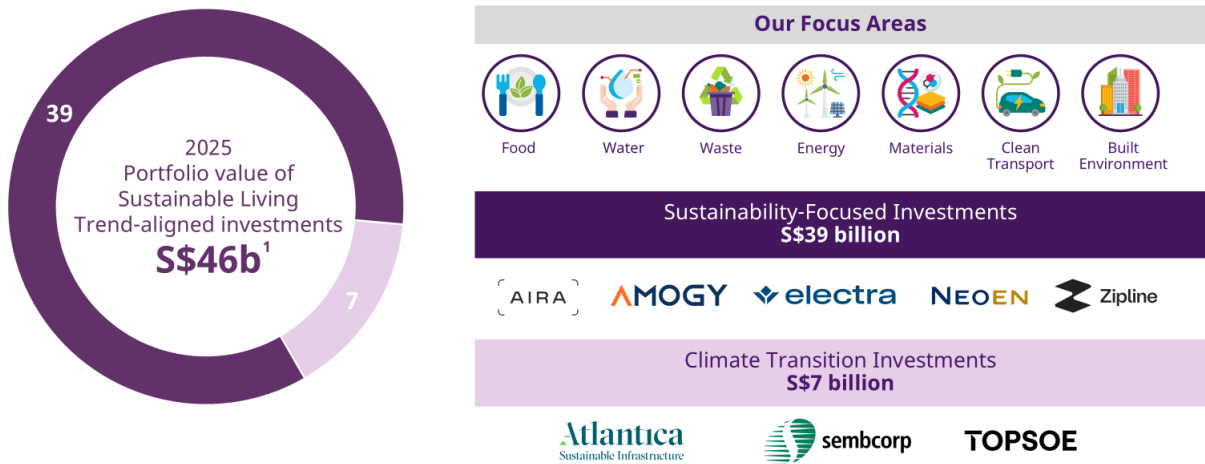 39
7
2025
Portfolio value of
Sustainable Living
Trend-aligned investments
S$46b¹
Our Focus Areas
Food
Water
Waste
Energy
Materials
Clean
Transport
Built
Environment
Sustainability-Focused Investments
S$39 billion
AIRA
AMOGY
electra
NEOEN
Zipline
Climate Transition Investments
S$7 billion
Atlantica
Sustainable Infrastructure
sembcorp
TOPSOE